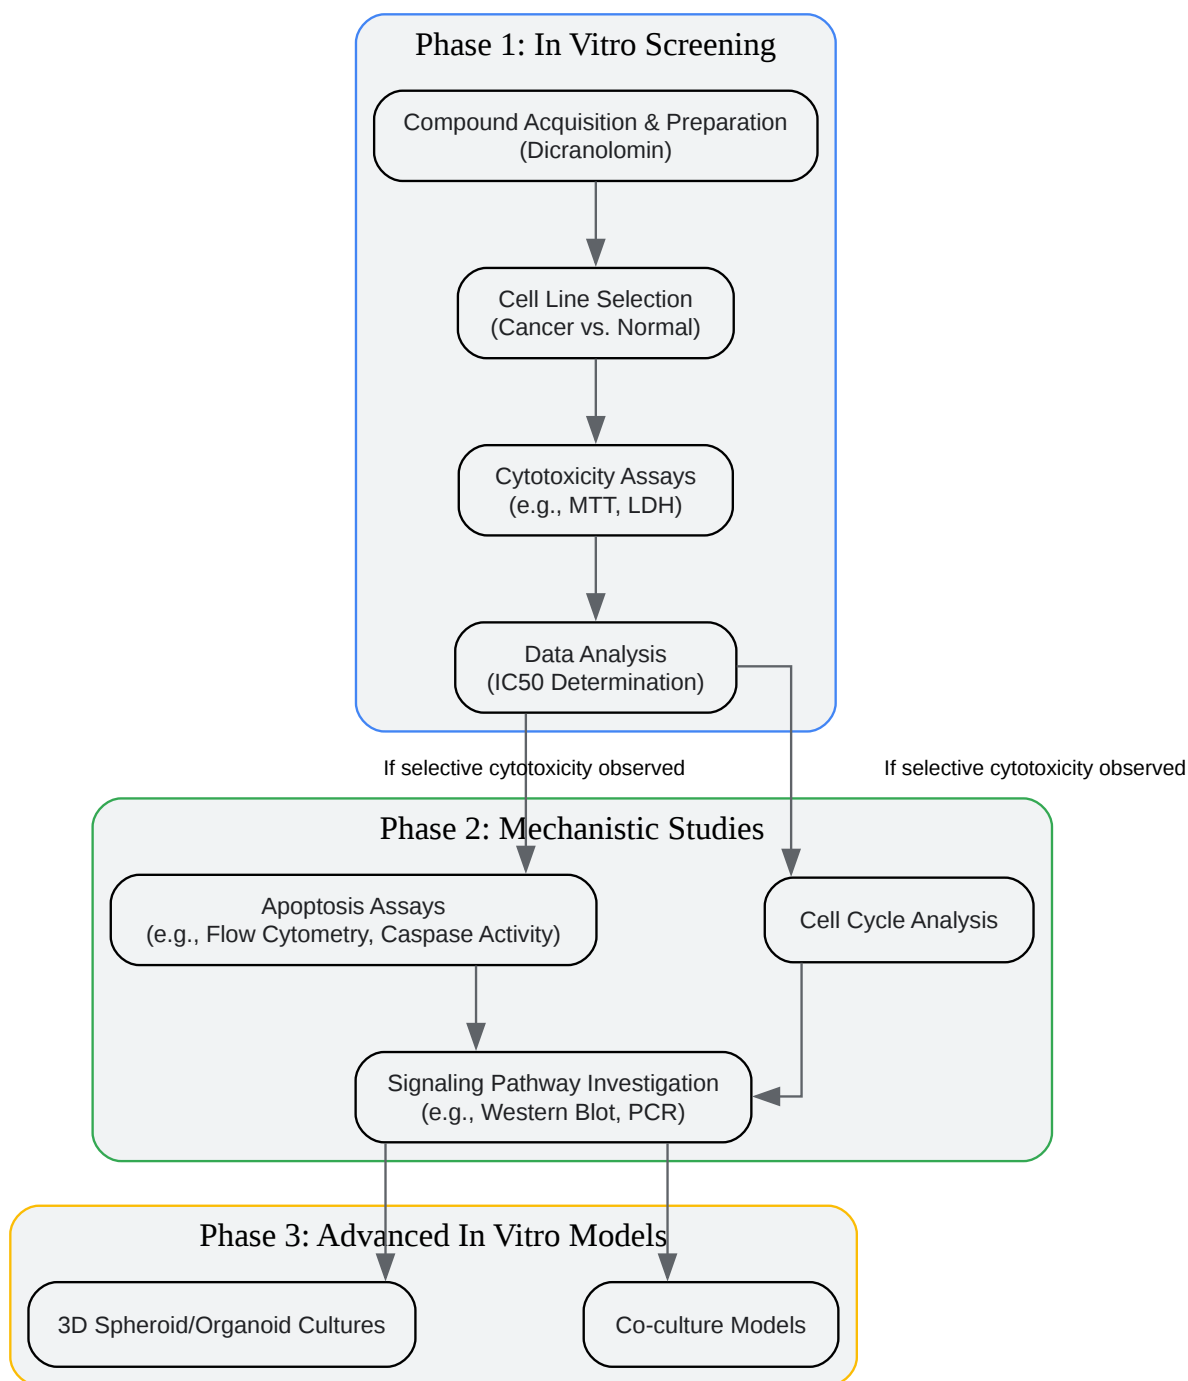 Phase 1: In Vitro Screening
Compound Acquisition & Preparation
(Dicranolomin)
Cell Line Selection
(Cancer vs. Normal)
Cytotoxicity Assays
(e.g., MTT, LDH)
Data Analysis
(IC50 Determination)
If selective cytotoxicity observed
If selective cytotoxicity observed
Phase 2: Mechanistic Studies
Apoptosis Assays
(e.g., Flow Cytometry, Caspase Activity)
Cell Cycle Analysis
Signaling Pathway Investigation
(e.g., Western Blot, PCR)
Phase 3: Advanced In Vitro Models
3D Spheroid/Organoid Cultures
Co-culture Models